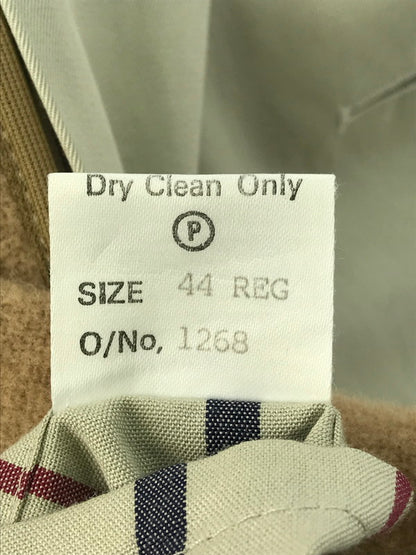 Dry Clean Only
P
SIZE 44 REG
O/No, 1268